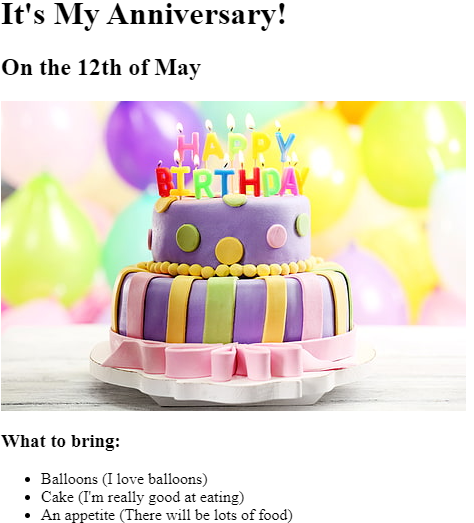 It's My Anniversary!
On the 12th of May
HAPPY
BIRTHDAY
What to bring:
Balloons (I love balloons)
Cake (I'm really good at eating)
An appetite (There will be lots of food)